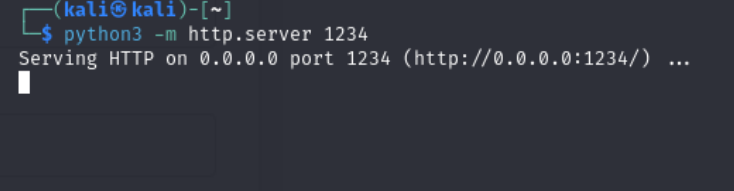 ┌──(kali㉿kali)-[~]
└─$ python3 -m http.server 1234
Serving HTTP on 0.0.0.0 port 1234 (http://0.0.0.0:1234/) ...